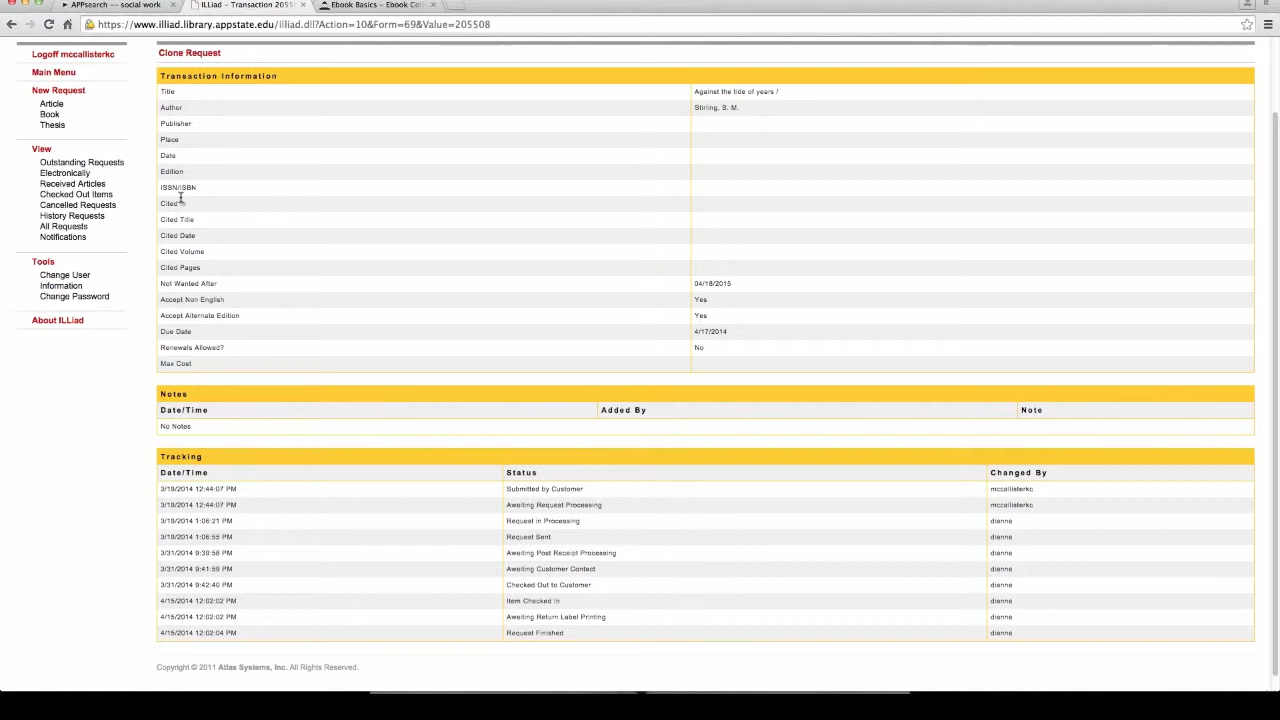 APPsearch -- social work
ILLiad - Transaction 2055
Ebook Basics - Ebook Coll
https://www.illiad.library.appstate.edu/illiad.dll?Action=10&Form=69&Value=205508
Logoff mccallisterkc
Main Menu
New Request
Article
Book
Thesis
View
Outstanding Requests
Electronically
Received Articles
Checked Out Items
Cancelled Requests
History Requests
All Requests
Notifications
Tools
Change User
Information
Change Password
About ILLiad
Clone Request
Transaction Information
Title Against the tide of years /
Author Stirling, S. M.
Publisher
Place
Date
Edition
ISSN/ISBN
Cited In
Cited Title
Cited Date
Cited Volume
Cited Pages
Not Wanted After 04/18/2015
Accept Non English Yes
Accept Alternate Edition Yes
Due Date 4/17/2014
Renewals Allowed? No
Max Cost
Notes
Date/Time Added By Note
No Notes
Tracking
Date/Time Status Changed By
3/19/2014 12:44:07 PM Submitted by Customer mccallisterkc
3/19/2014 12:44:07 PM Awaiting Request Processing mccallisterkc
3/19/2014 1:06:21 PM Request in Processing dienne
3/19/2014 1:06:55 PM Request Sent dienne
3/31/2014 9:39:58 PM Awaiting Post Receipt Processing dienne
3/31/2014 9:41:59 PM Awaiting Customer Contact dienne
3/31/2014 9:42:40 PM Checked Out to Customer dienne
4/15/2014 12:02:02 PM Item Checked In dienne
4/15/2014 12:02:02 PM Awaiting Return Label Printing dienne
4/15/2014 12:02:04 PM Request Finished dienne
Copyright © 2011 Atlas Systems, Inc. All Rights Reserved.